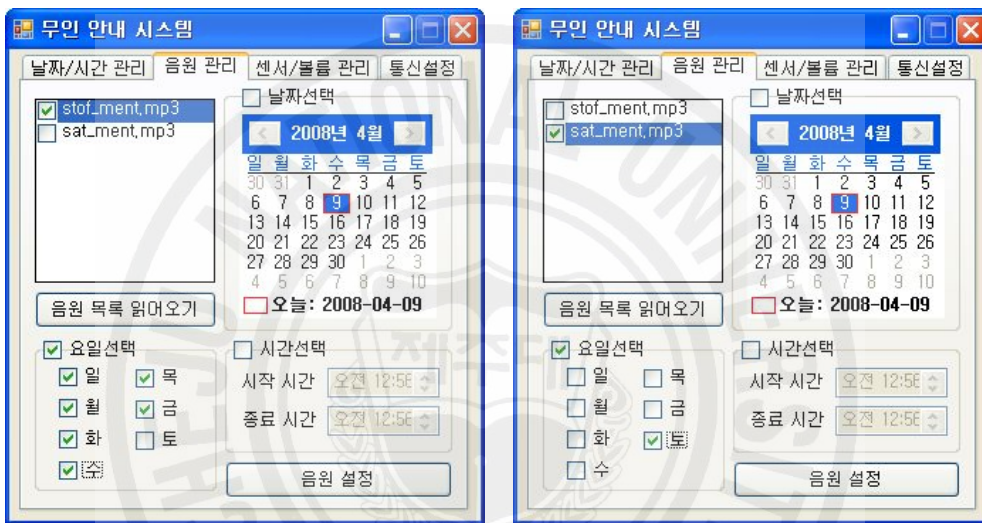 무인 안내 시스템
날짜/시간 관리 음원 관리 센서/볼륨 관리 통신설정
stof_ment.mp3
sat_ment.mp3
음원 목록 읽어오기
날짜선택
2008년 4월
일 월 화 수 목 금 토
30 31 1 2 3 4 5
6 7 8 9 10 11 12
13 14 15 16 17 18 19
20 21 22 23 24 25 26
27 28 29 30 1 2 3
4 5 6 7 8 9 10
오늘: 2008-04-09
요일선택
일 목
월 금
화 토
수
시간선택
시작 시간 오전 12:56
종료 시간 오전 12:56
음원 설정
무인 안내 시스템
날짜/시간 관리 음원 관리 센서/볼륨 관리 통신설정
stof_ment.mp3
sat_ment.mp3
음원 목록 읽어오기
날짜선택
2008년 4월
일 월 화 수 목 금 토
30 31 1 2 3 4 5
6 7 8 9 10 11 12
13 14 15 16 17 18 19
20 21 22 23 24 25 26
27 28 29 30 1 2 3
4 5 6 7 8 9 10
오늘: 2008-04-09
요일선택
일 목
월 금
화 토
수
시간선택
시작 시간 오전 12:56
종료 시간 오전 12:56
음원 설정